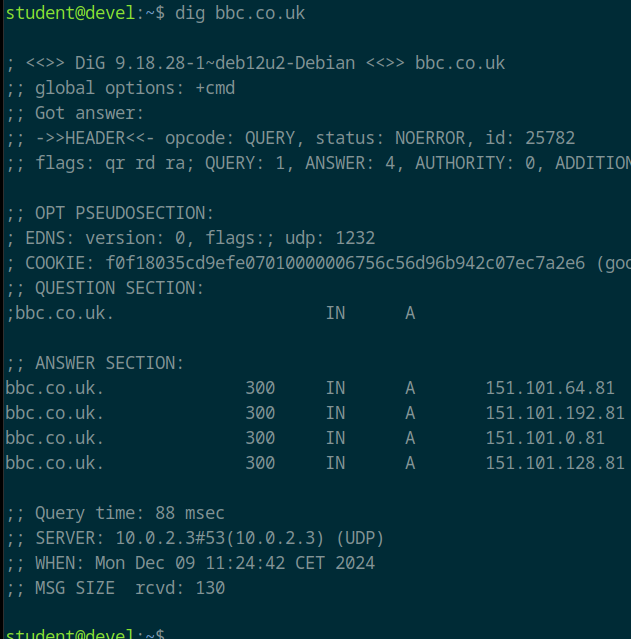 student@devel:~$ dig bbc.co.uk
; <<>> DiG 9.18.28-1~deb12u2-Debian <<>> bbc.co.uk
;; global options: +cmd
;; Got answer:
;; ->>HEADER<<- opcode: QUERY, status: NOERROR, id: 25782
;; flags: qr rd ra; QUERY: 1, ANSWER: 4, AUTHORITY: 0, ADDITION
;; OPT PSEUDOSECTION:
; EDNS: version: 0, flags:; udp: 1232
; COOKIE: f0f18035cd9efe07010000006756c56d96b942c07ec7a2e6 (goo
;; QUESTION SECTION:
;bbc.co.uk. IN A
;; ANSWER SECTION:
bbc.co.uk. 300 IN A 151.101.64.81
bbc.co.uk. 300 IN A 151.101.192.81
bbc.co.uk. 300 IN A 151.101.0.81
bbc.co.uk. 300 IN A 151.101.128.81
;; Query time: 88 msec
;; SERVER: 10.0.2.3#53(10.0.2.3) (UDP)
;; WHEN: Mon Dec 09 11:24:42 CET 2024
;; MSG SIZE  rcvd: 130
student@devel:~$